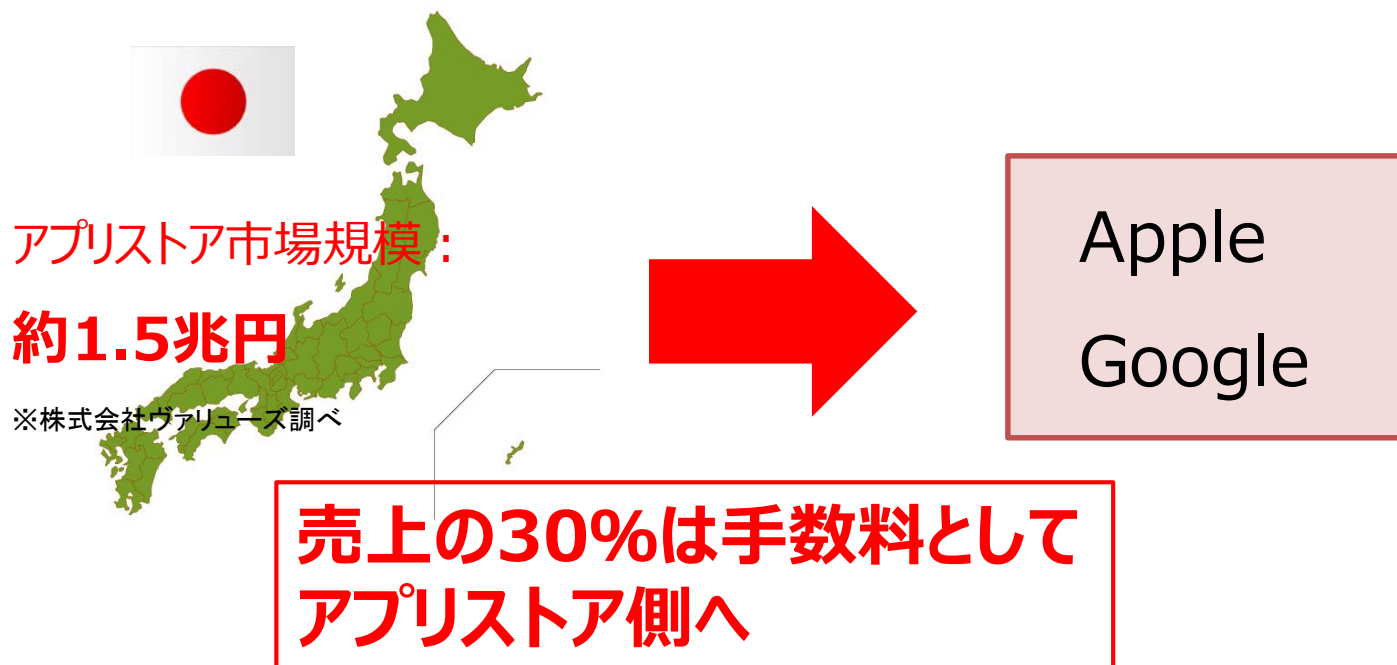 アプリストア市場規模：
約1.5兆円
※株式会社ヴァリューズ調べ
Apple
Google
売上の30%は手数料として
アプリストア側へ